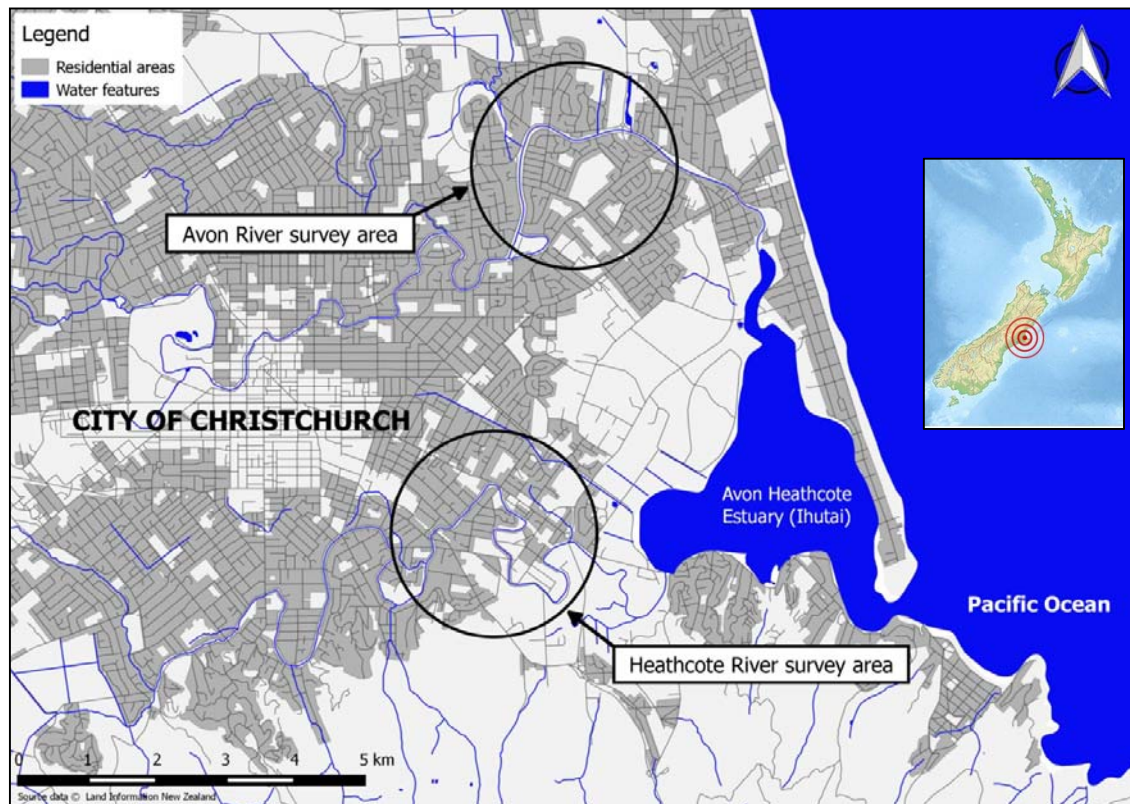 Legend
Residential areas
Water features
Avon River survey area
CITY OF CHRISTCHURCH
Avon Heathcote
Estuary (Ihutai)
Pacific Ocean
Heathcote River survey area
0 1 2 3 4 5 km
Source data © Land Information New Zealand